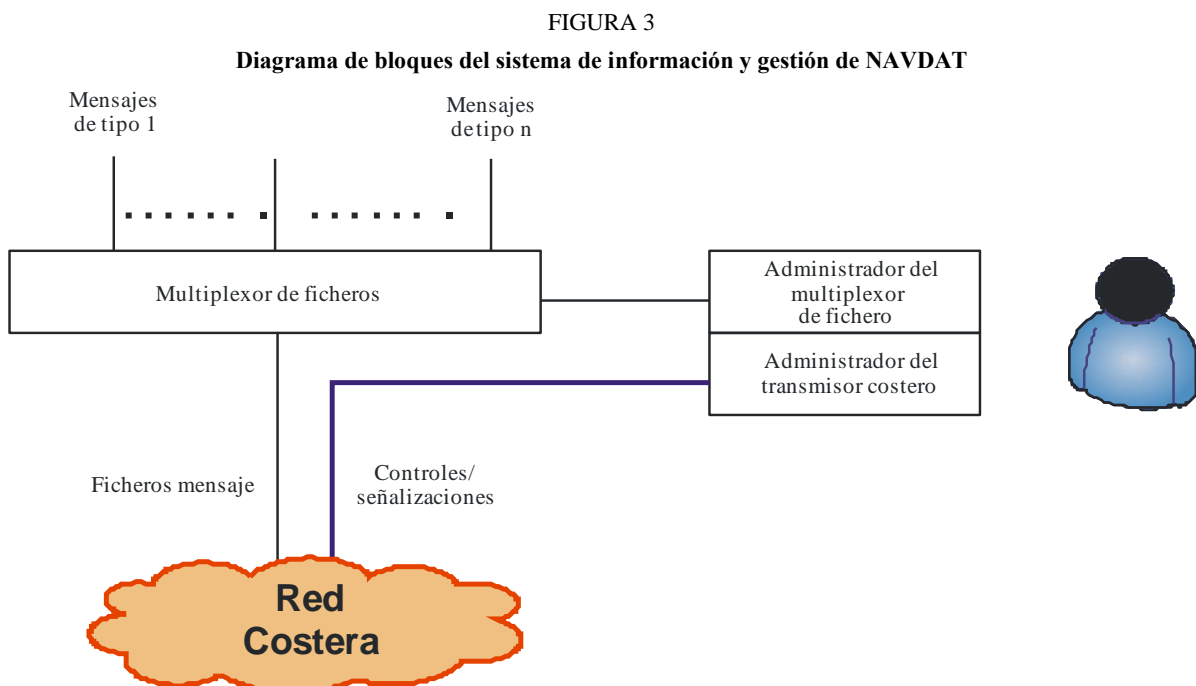 FIGURA 3
Diagrama de bloques del sistema de información y gestión de NAVDAT
Mensajes
de tipo 1
Mensajes
de tipo n
Multiplexor de ficheros
Administrador del
multiplexor
de fichero
Administrador del
transmisor costero
Ficheros mensaje
Controles/
señalizaciones
Red
Costera